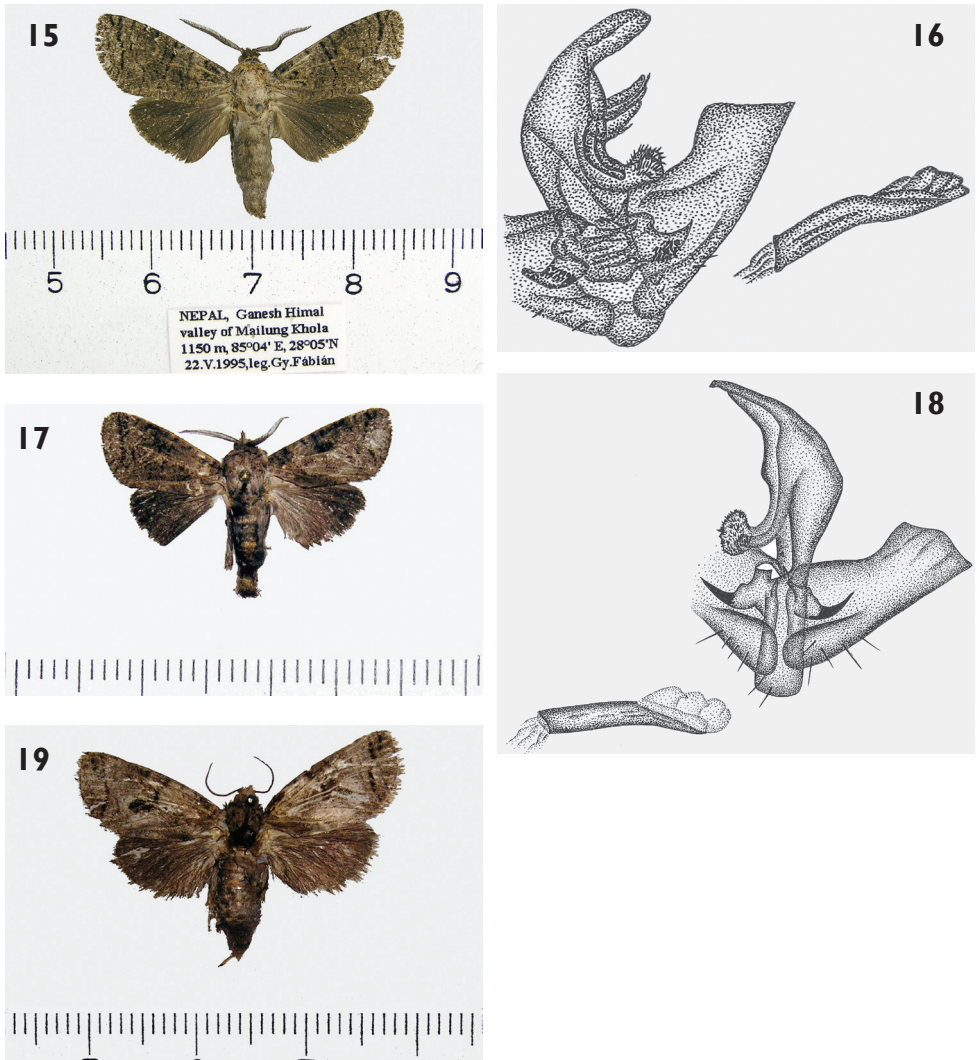 15
16
5 6 7 8 9
NEPAL, Ganesh Himal
valley of Mailung Khola
1150 m, 85°04' E, 28°05'N
22.V.1995,leg.Gy.Fábián
17
18
19